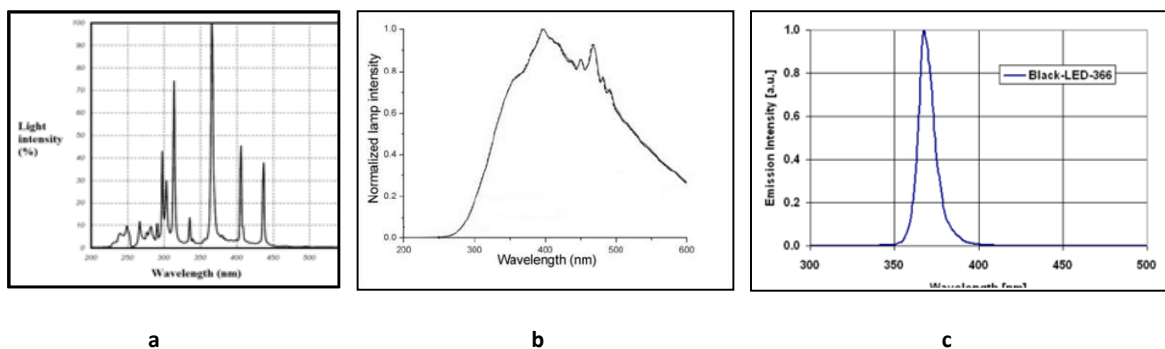 100
90
80
70
60
50
40
30
20
10
0
Light
intensity
(%)
200 250 300 350 400 450 500
Wavelength (nm)
1.0
0.8
0.6
0.4
0.2
0.0
Normalized lamp intensity
200 300 400 500 600
Wavelength (nm)
1.0
0.8
0.6
0.4
0.2
0.0
Emission Intensity [a.u.]
Black-LED-366
300 350 400 450 500
Wavelength [nm]
a b c